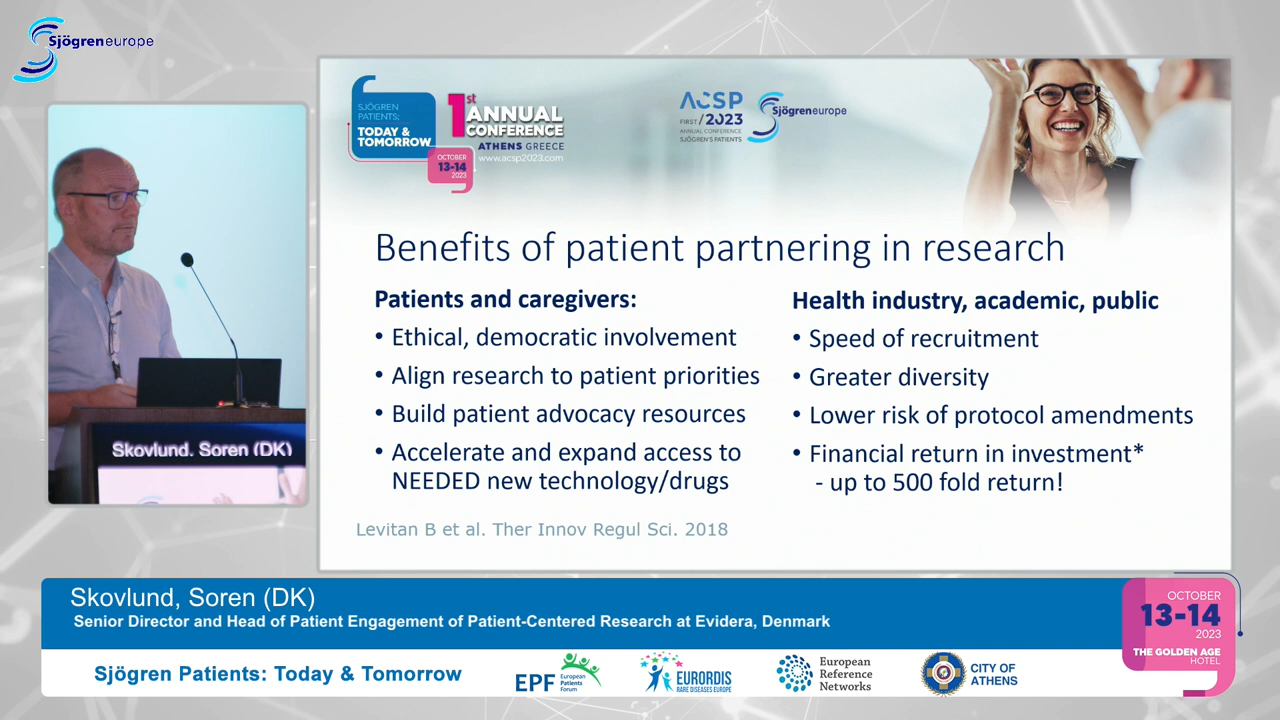 Sjögreneurope
SJÖGREN
PATIENTS:
TODAY &
TOMORROW
1st
ANNUAL
CONFERENCE
ATHENS GREECE
www.acsp2023.com
OCTOBER
13-14
2023
ACSP
FIRST / 2023
ANNUAL CONFERENCE
SJÖGREN'S PATIENTS
Sjögreneurope
Benefits of patient partnering in research
Patients and caregivers:
• Ethical, democratic involvement
• Align research to patient priorities
• Build patient advocacy resources
• Accelerate and expand access to
NEEDED new technology/drugs
Health industry, academic, public
• Speed of recruitment
• Greater diversity
• Lower risk of protocol amendments
• Financial return in investment*
- up to 500 fold return!
Levitan B et al. Ther Innov Regul Sci. 2018
Skovlund. Soren (DK)
Skovlund, Soren (DK)
Senior Director and Head of Patient Engagement of Patient-Centered Research at Evidera, Denmark
OCTOBER
13-14
2023
THE GOLDEN AGE
HOTEL
Sjögren Patients: Today & Tomorrow
EPF
European
Patients
Forum
EURORDIS
RARE DISEASES EUROPE
European
Reference
Networks
CITY OF
ATHENS